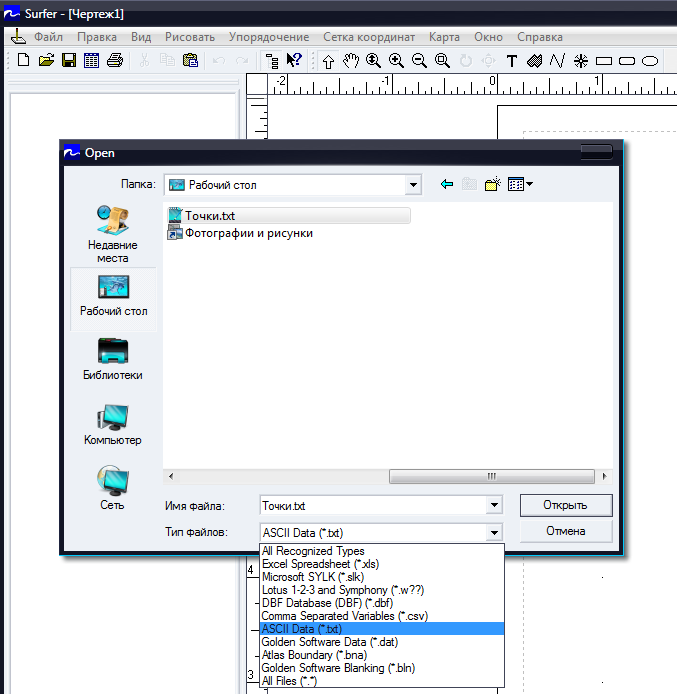 Surfer - [Чертеж1]
Файл Правка Вид Рисовать Упорядочение Сетка координат Карта Окно Справка
-2 -1 0 1
Open
Папка: Рабочий стол
Точки.txt
Фотографии и рисунки
Недавние места
Рабочий стол
Библиотеки
Компьютер
Сеть
Имя файла: Точки.txt Открыть
Тип файлов: ASCII Data (*.txt) Отмена
All Recognized Types
Excel Spreadsheet (*.xls)
4
Microsoft SYLK (*.slk)
Lotus 1-2-3 and Symphony (*.w??)
DBF Database (DBF) (*.dbf)
Comma Separated Variables (*.csv)
ASCII Data (*.txt)
Golden Software Data (*.dat)
Atlas Boundary (*.bna)
Golden Software Blanking (*.bln)
3
All Files (*.*)